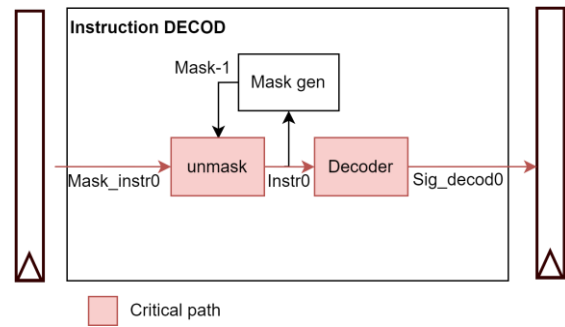 Instruction DECOD
Mask-1
Mask gen
unmask
Decoder
Mask_instr0
Instr0
Sig_decod0
Critical path